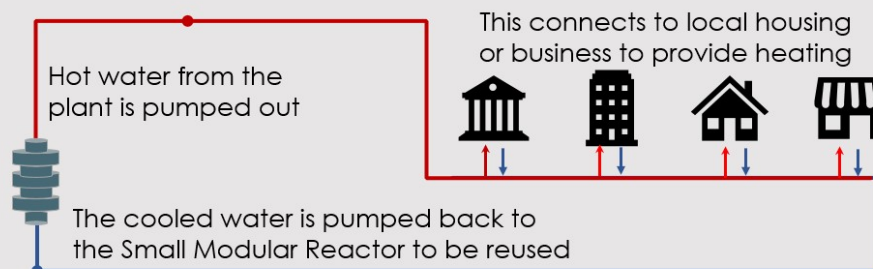 This connects to local housing
or business to provide heating
Hot water from the
plant is pumped out
The cooled water is pumped back to
the Small Modular Reactor to be reused